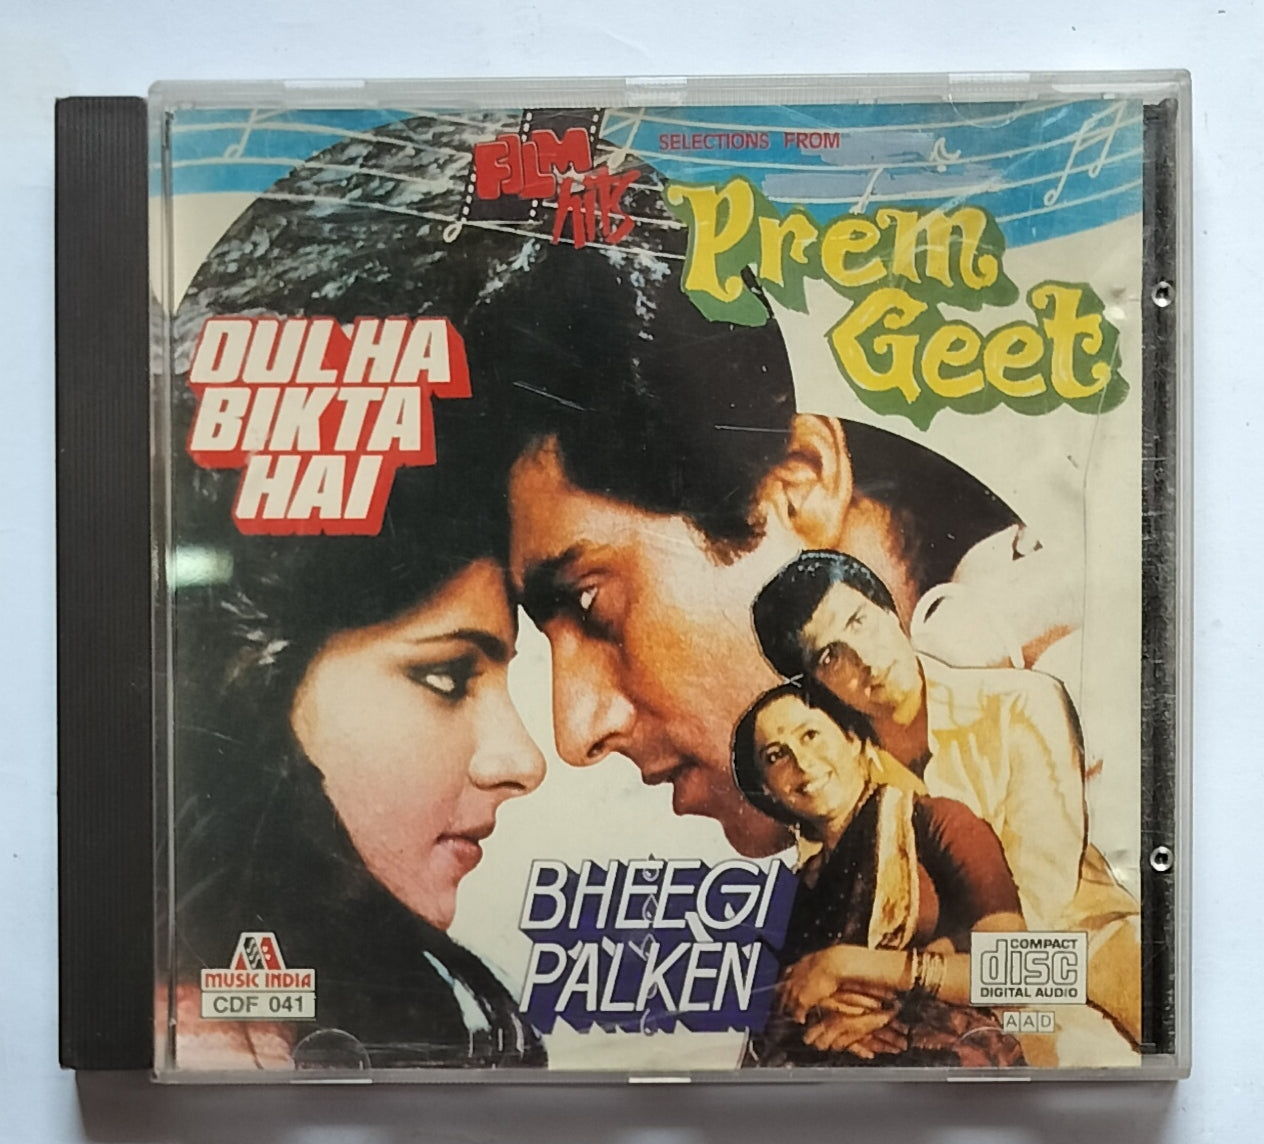 FILM
hits
SELECTIONS FROM
Prem
Geet
DULHA
BIKTA
HAI
BHEEGI
PALKEN
MUSIC INDIA
CDF 041
COMPACT
disc
DIGITAL AUDIO
AAD